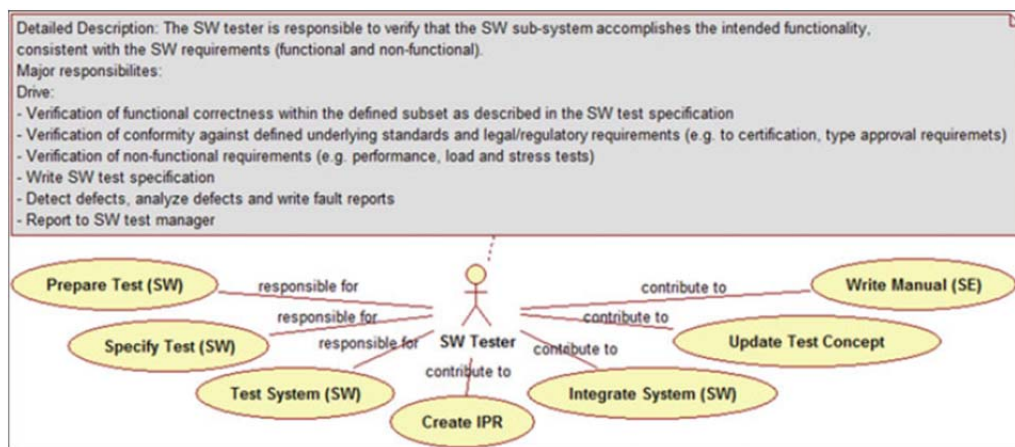 Detailed Description: The SW tester is responsible to verify that the SW sub-system accomplishes the intended functionality,
consistent with the SW requirements (functional and non-functional).
Major responsibilites:
Drive:
- Verification of functional correctness within the defined subset as described in the SW test specification
- Verification of conformity against defined underlying standards and legal/regulatory requirements (e.g. to certification, type approval requiremets)
- Verification of non-functional requirements (e.g. performance, load and stress tests)
- Write SW test specification
- Detect defects, analyze defects and write fault reports
- Report to SW test manager
Prepare Test (SW)
responsible for
contribute to
Write Manual (SE)
responsible for
contribute to
Specify Test (SW)
responsible for
SW Tester
contribute to
Update Test Concept
contribute to
Test System (SW)
Integrate System (SW)
Create IPR